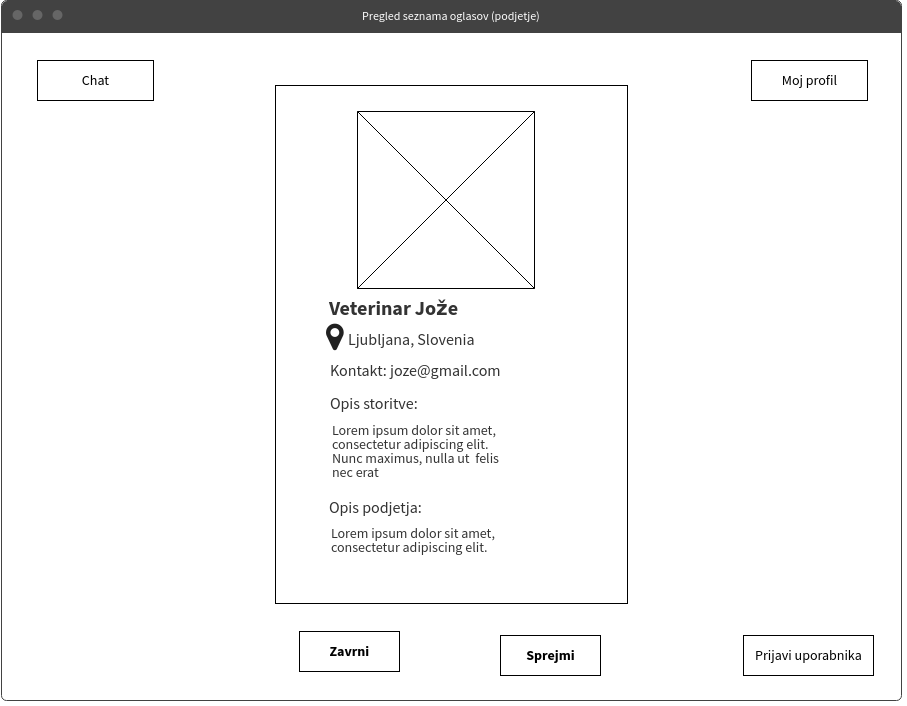 Pregled seznama oglasov (podjetje)
Chat
Moj profil
Veterinar Jože
Ljubljana, Slovenia
Kontakt: joze@gmail.com
Opis storitve:
Lorem ipsum dolor sit amet,
consectetur adipiscing elit.
Nunc maximus, nulla ut  felis
nec erat
Opis podjetja:
Lorem ipsum dolor sit amet,
consectetur adipiscing elit.
Zavrni
Sprejmi
Prijavi uporabnika